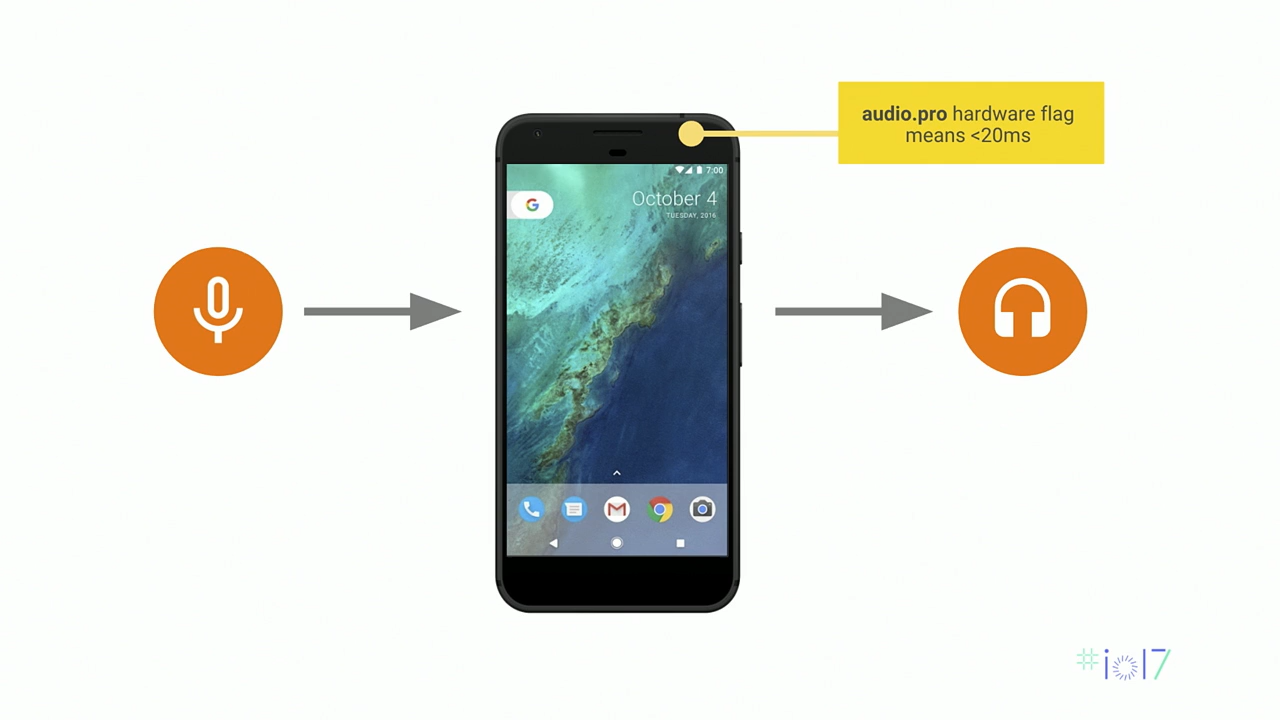 audio.pro hardware flag
means <20ms
7:00
G
October 4
TUESDAY, 2016
#io17